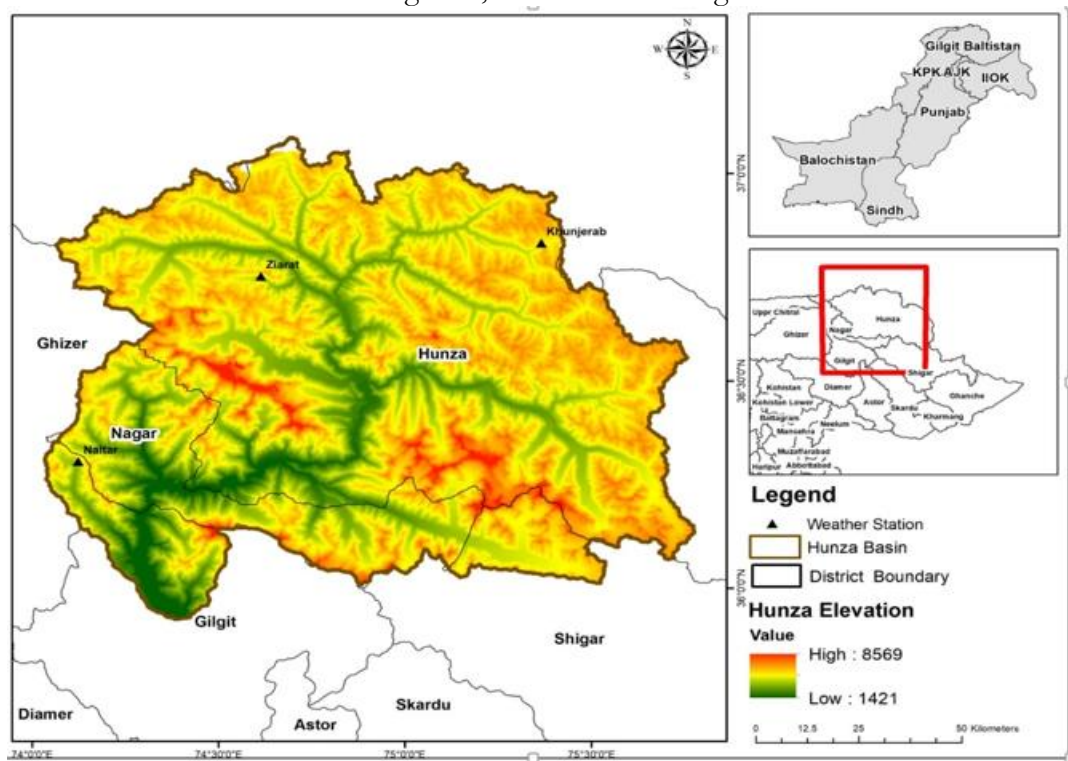 N
W E
S
Khunjerab
Ziarat
Ghizer
Hunza
Nagar
Naltar
Gilgit
Shigar
Skardu
Diamer
Astor
74°0'0"E
74°30'0"E
75°0'0"E
75°30'0"E
37°0'0"N
36°30'0"N
36°0'0"N
Gilgit Baltistan
KPK AJK
IIOK
Punjab
Balochistan
Sindh
Uppr Chitral
Hunza
Nagar
Ghizer
Gilgit
Shigar
Kohistan
Diamer
Ghanche
Astor
Kohistan Lower
Skardu
Kharmang
Battagram
Neelum
Mansehra
Muzaffarabad
Haripur
Abbottabad
Legend
Weather Station
Hunza Basin
District Boundary
Hunza Elevation
Value
High : 8569
Low : 1421
0 12.5 25 50 Kilometers